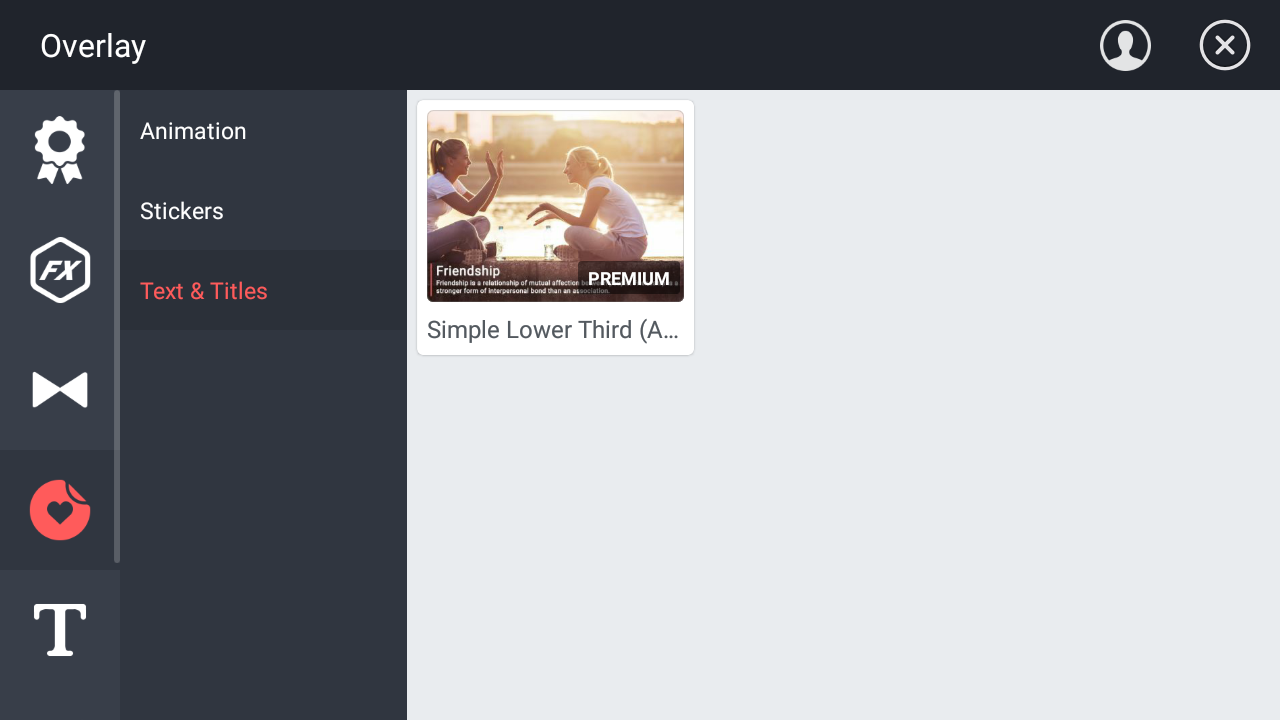 Overlay
Animation
Stickers
Text & Titles
FX
T
Friendship
Friendship is a relationship of mutual affection
stronger form of interpersonal bond than an association.
PREMIUM
Simple Lower Third (A...